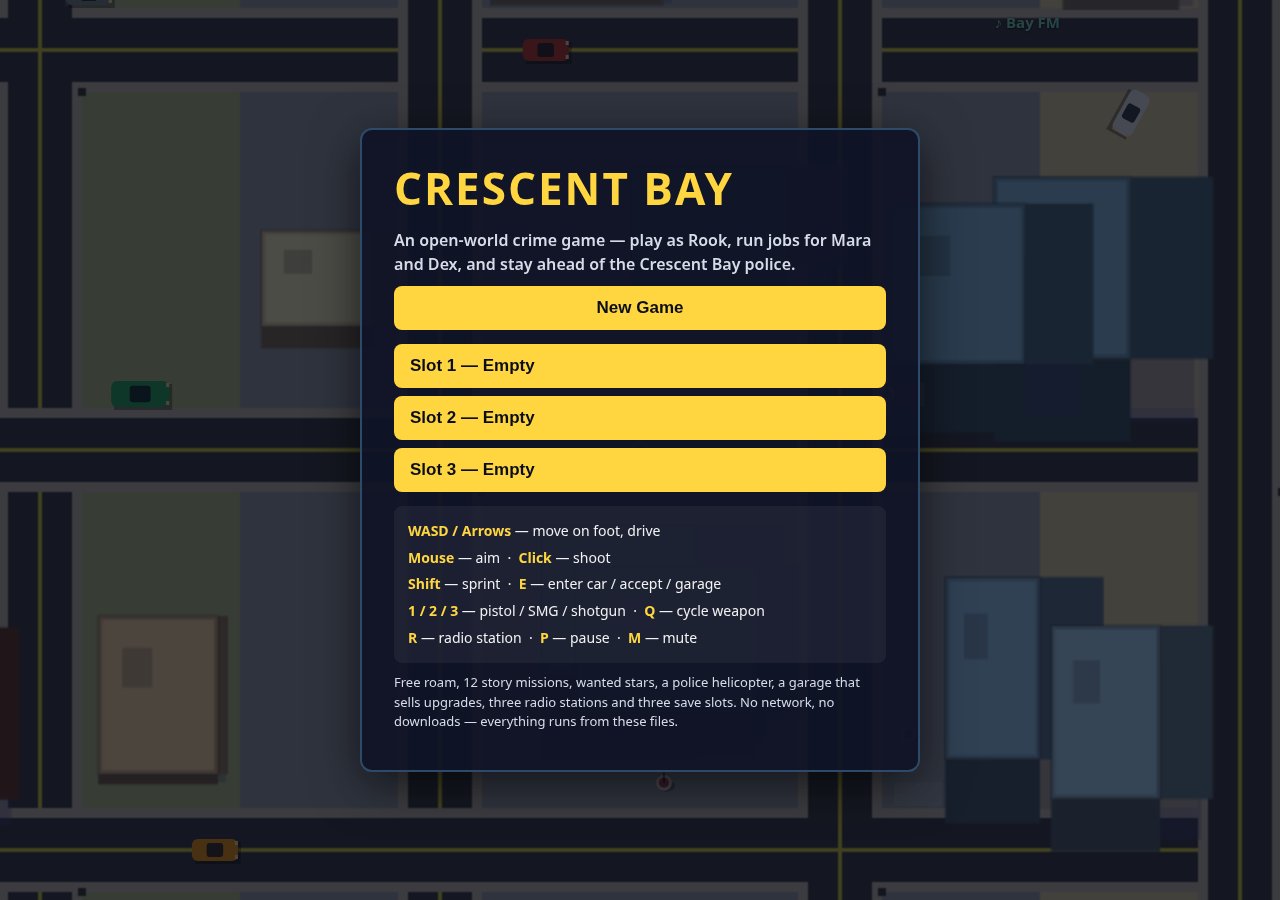 ♪ Bay FM
CRESCENT BAY
An open-world crime game — play as Rook, run jobs for Mara
and Dex, and stay ahead of the Crescent Bay police.
New Game
Slot 1 — Empty
Slot 2 — Empty
Slot 3 — Empty
WASD / Arrows — move on foot, drive
Mouse — aim · Click — shoot
Shift — sprint · E — enter car / accept / garage
1 / 2 / 3 — pistol / SMG / shotgun · Q — cycle weapon
R — radio station · P — pause · M — mute
Free roam, 12 story missions, wanted stars, a police helicopter, a garage that
sells upgrades, three radio stations and three save slots. No network, no
downloads — everything runs from these files.